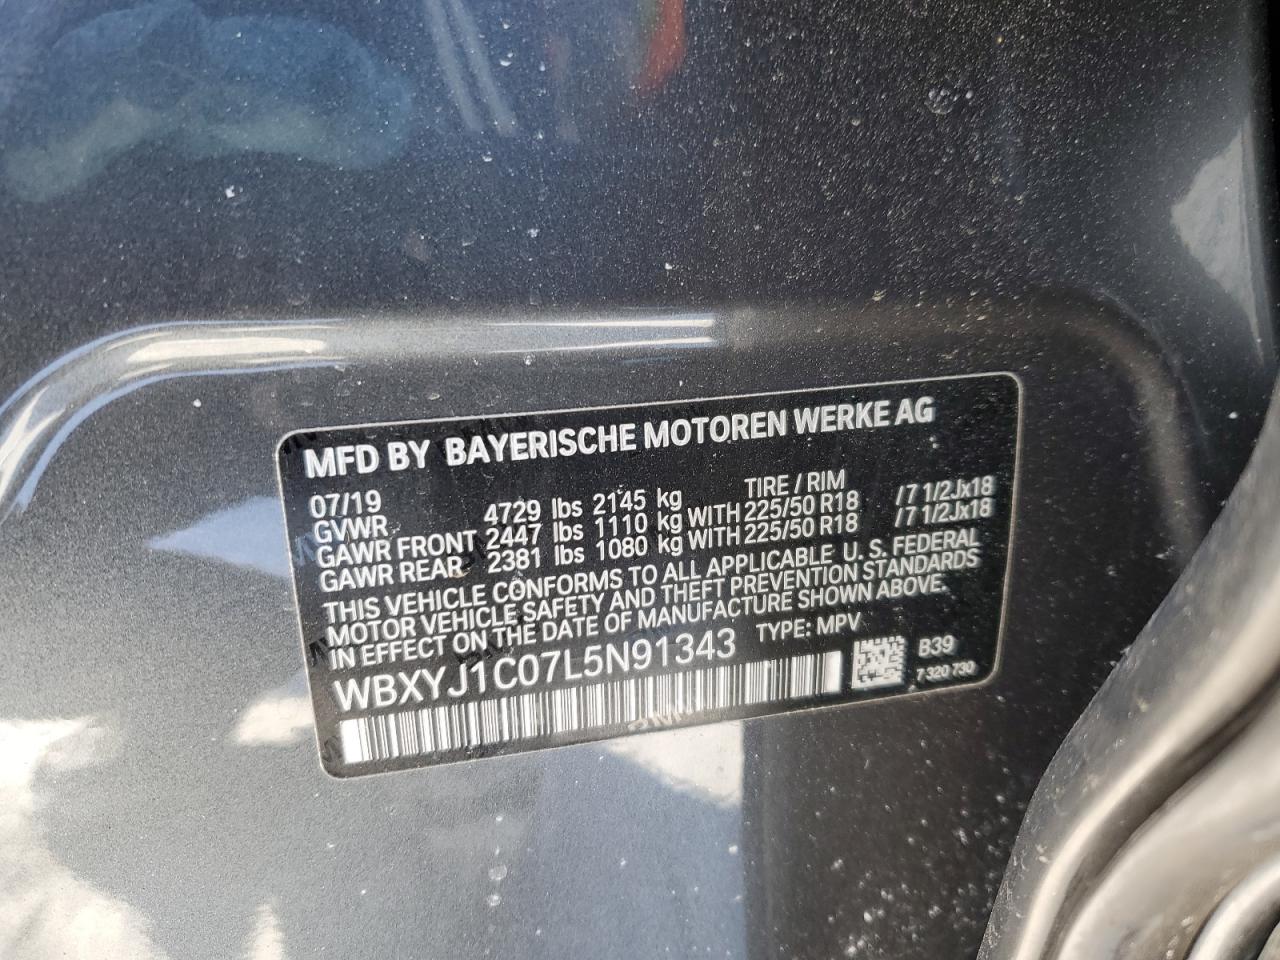 MFD BY BAYERISCHE MOTOREN WERKE AG
07/19 TIRE / RIM
GVWR 4729 lbs 2145 kg
GAWR FRONT 2447 lbs 1110 kg WITH 225/50 R18 /7 1/2Jx18
GAWR REAR 2381 lbs 1080 kg WITH 225/50 R18 /7 1/2Jx18
THIS VEHICLE CONFORMS TO ALL APPLICABLE U. S. FEDERAL
MOTOR VEHICLE SAFETY AND THEFT PREVENTION STANDARDS
IN EFFECT ON THE DATE OF MANUFACTURE SHOWN ABOVE.
WBXYJ1C07L5N91343 TYPE: MPV
B39
7 320 730